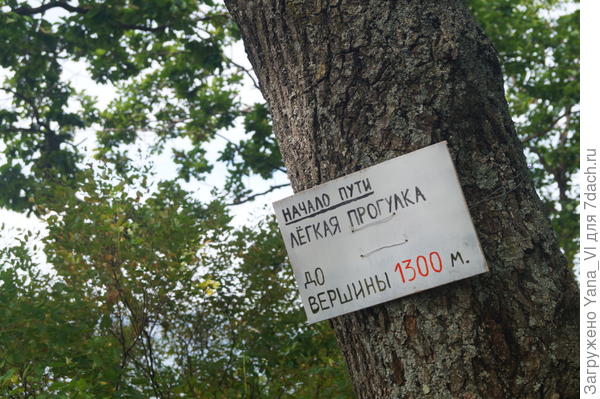 НАЧАЛО ПУТИ
ЛЁГКАЯ ПРОГУЛКА
ДО
ВЕРШИНЫ 1300 М.
Загружено Yana_VI для 7dach.ru